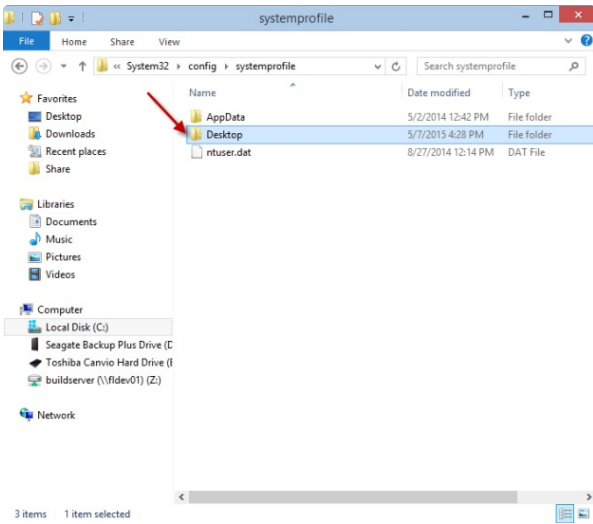 systemprofile
File Home Share View
« System32 config systemprofile
Search systemprofile
Name Date modified Type
Favorites
Desktop
Downloads
Recent places
Share
Libraries
Documents
Music
Pictures
Videos
Computer
Local Disk (C:)
Seagate Backup Plus Drive (D
Toshiba Canvio Hard Drive (E
buildserver (\\fldev01) (Z:)
Network
AppData 5/2/2014 12:42 PM File folder
Desktop 5/7/2015 4:28 PM File folder
ntuser.dat 8/27/2014 12:14 PM DAT File
3 items 1 item selected